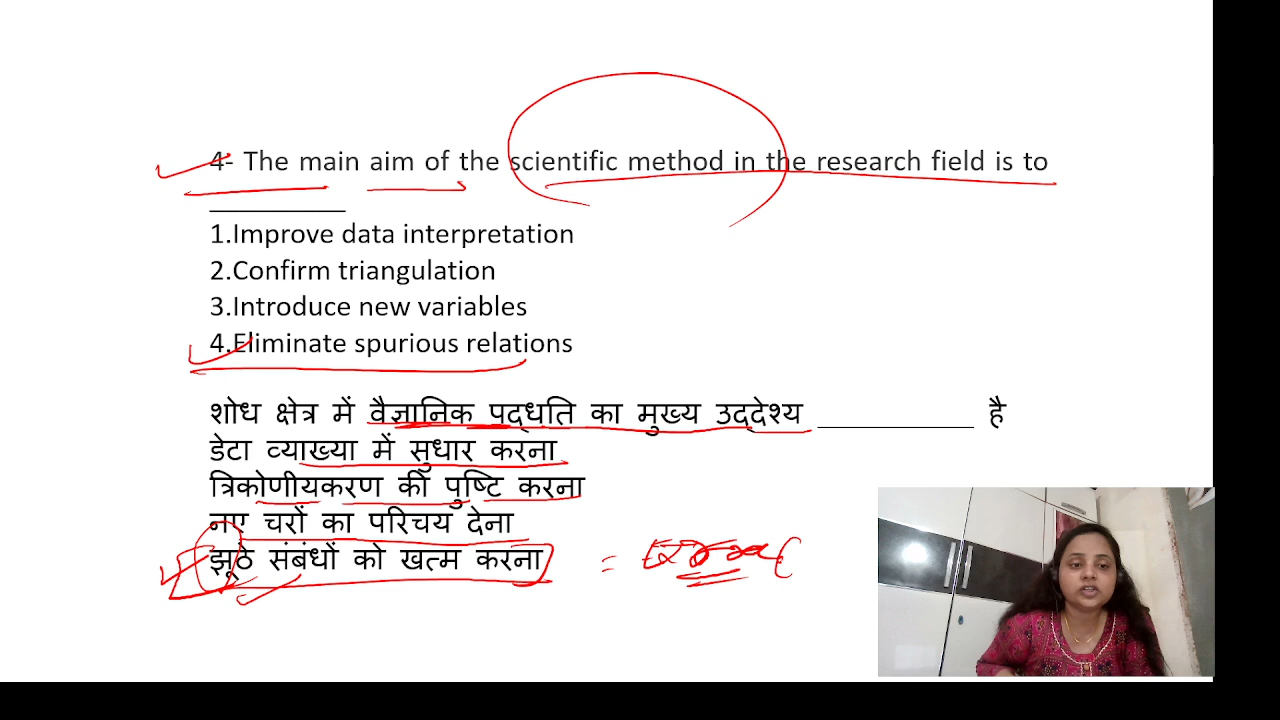 4- The main aim of the scientific method in the research field is to
__________
1.Improve data interpretation
2.Confirm triangulation
3.Introduce new variables
4.Eliminate spurious relations
शोध क्षेत्र में वैज्ञानिक पद्धति का मुख्य उद्देश्य ___________ है
डेटा व्याख्या में सुधार करना
त्रिकोणीयकरण की पुष्टि करना
नए चरों का परिचय देना
झूठे संबंधों को खत्म करना =